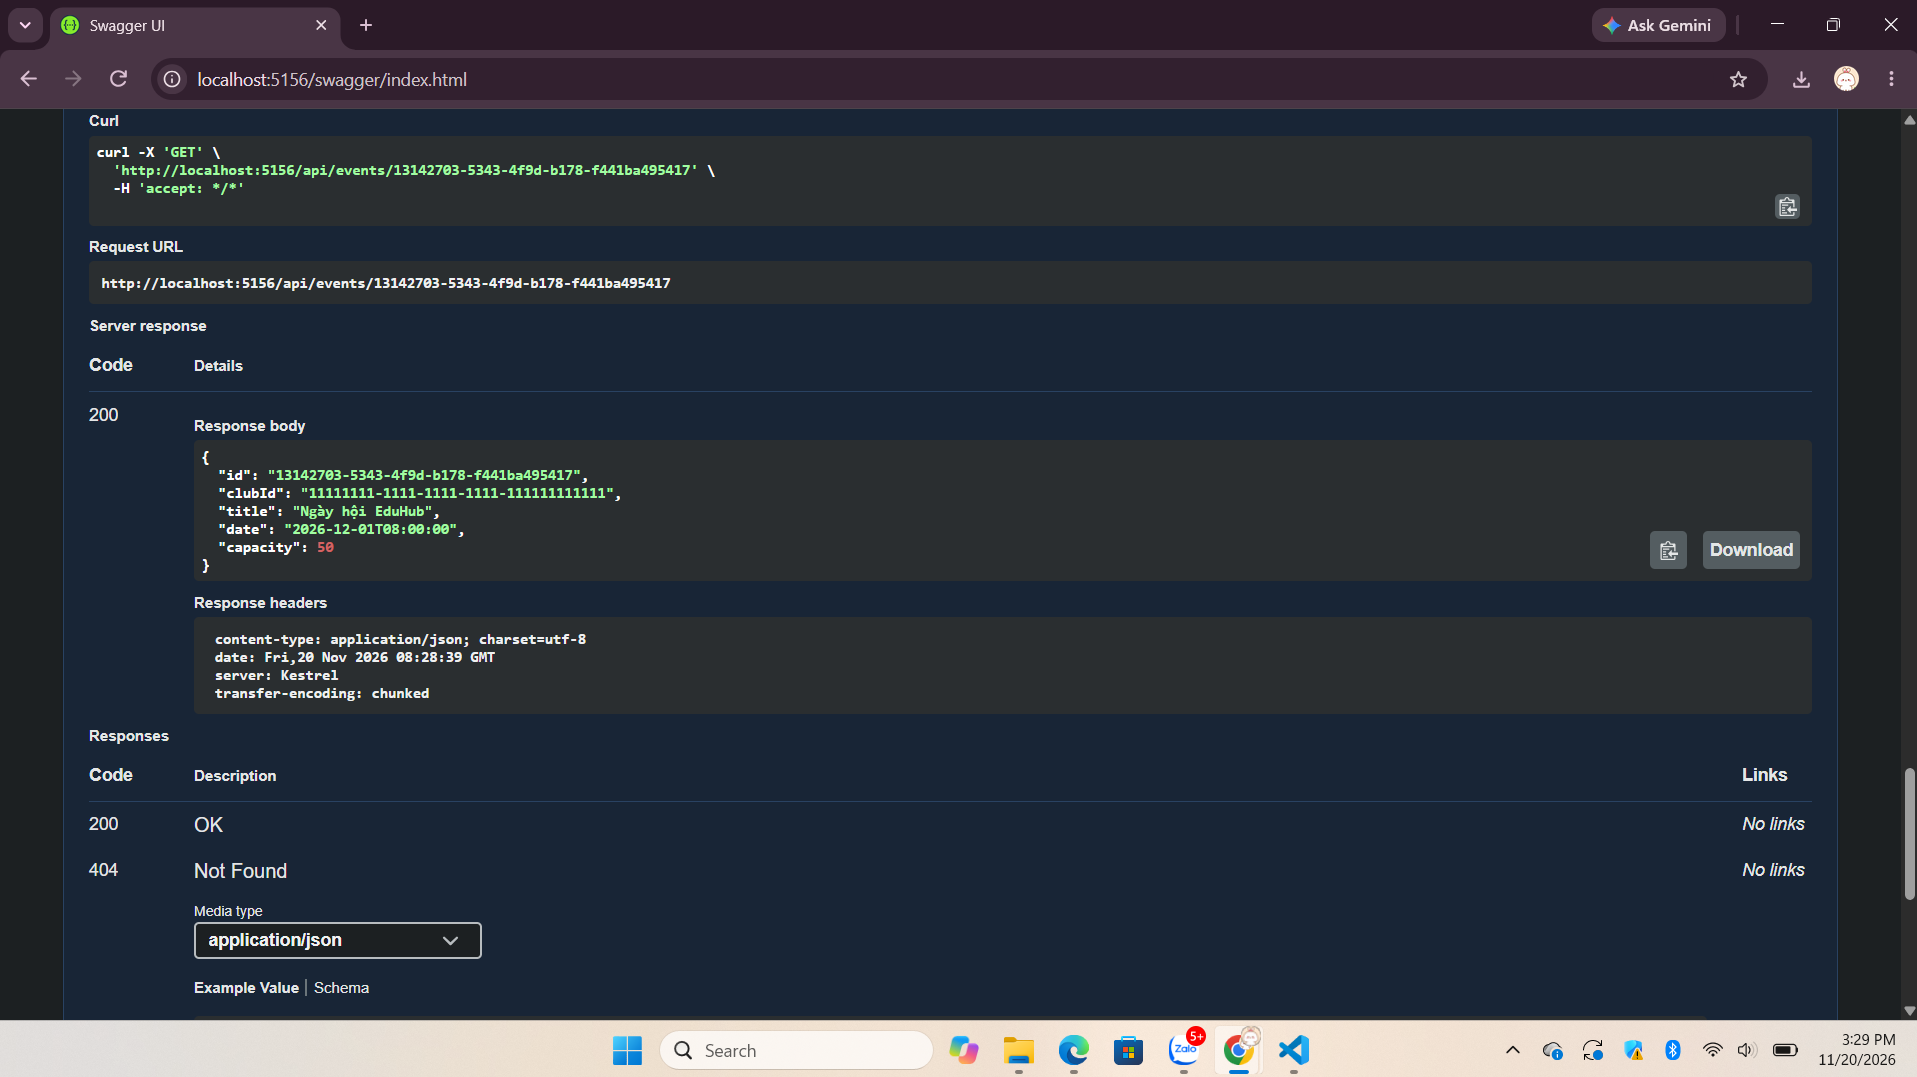 Swagger UI
Ask Gemini
localhost:5156/swagger/index.html
Curl
curl -X 'GET' \
'http://localhost:5156/api/events/13142703-5343-4f9d-b178-f441ba495417' \
-H 'accept: */*'
Request URL
http://localhost:5156/api/events/13142703-5343-4f9d-b178-f441ba495417
Server response
Code Details
200
Response body
{
"id": "13142703-5343-4f9d-b178-f441ba495417",
"clubId": "11111111-1111-1111-1111-111111111111",
"title": "Ngày hội EduHub",
"date": "2026-12-01T08:00:00",
"capacity": 50
}
Download
Response headers
content-type: application/json; charset=utf-8
date: Fri,20 Nov 2026 08:28:39 GMT
server: Kestrel
transfer-encoding: chunked
Responses
Code Description Links
200 OK No links
404 Not Found No links
Media type
application/json
Example Value | Schema
Search
Zalo
5+
3:29 PM
11/20/2026